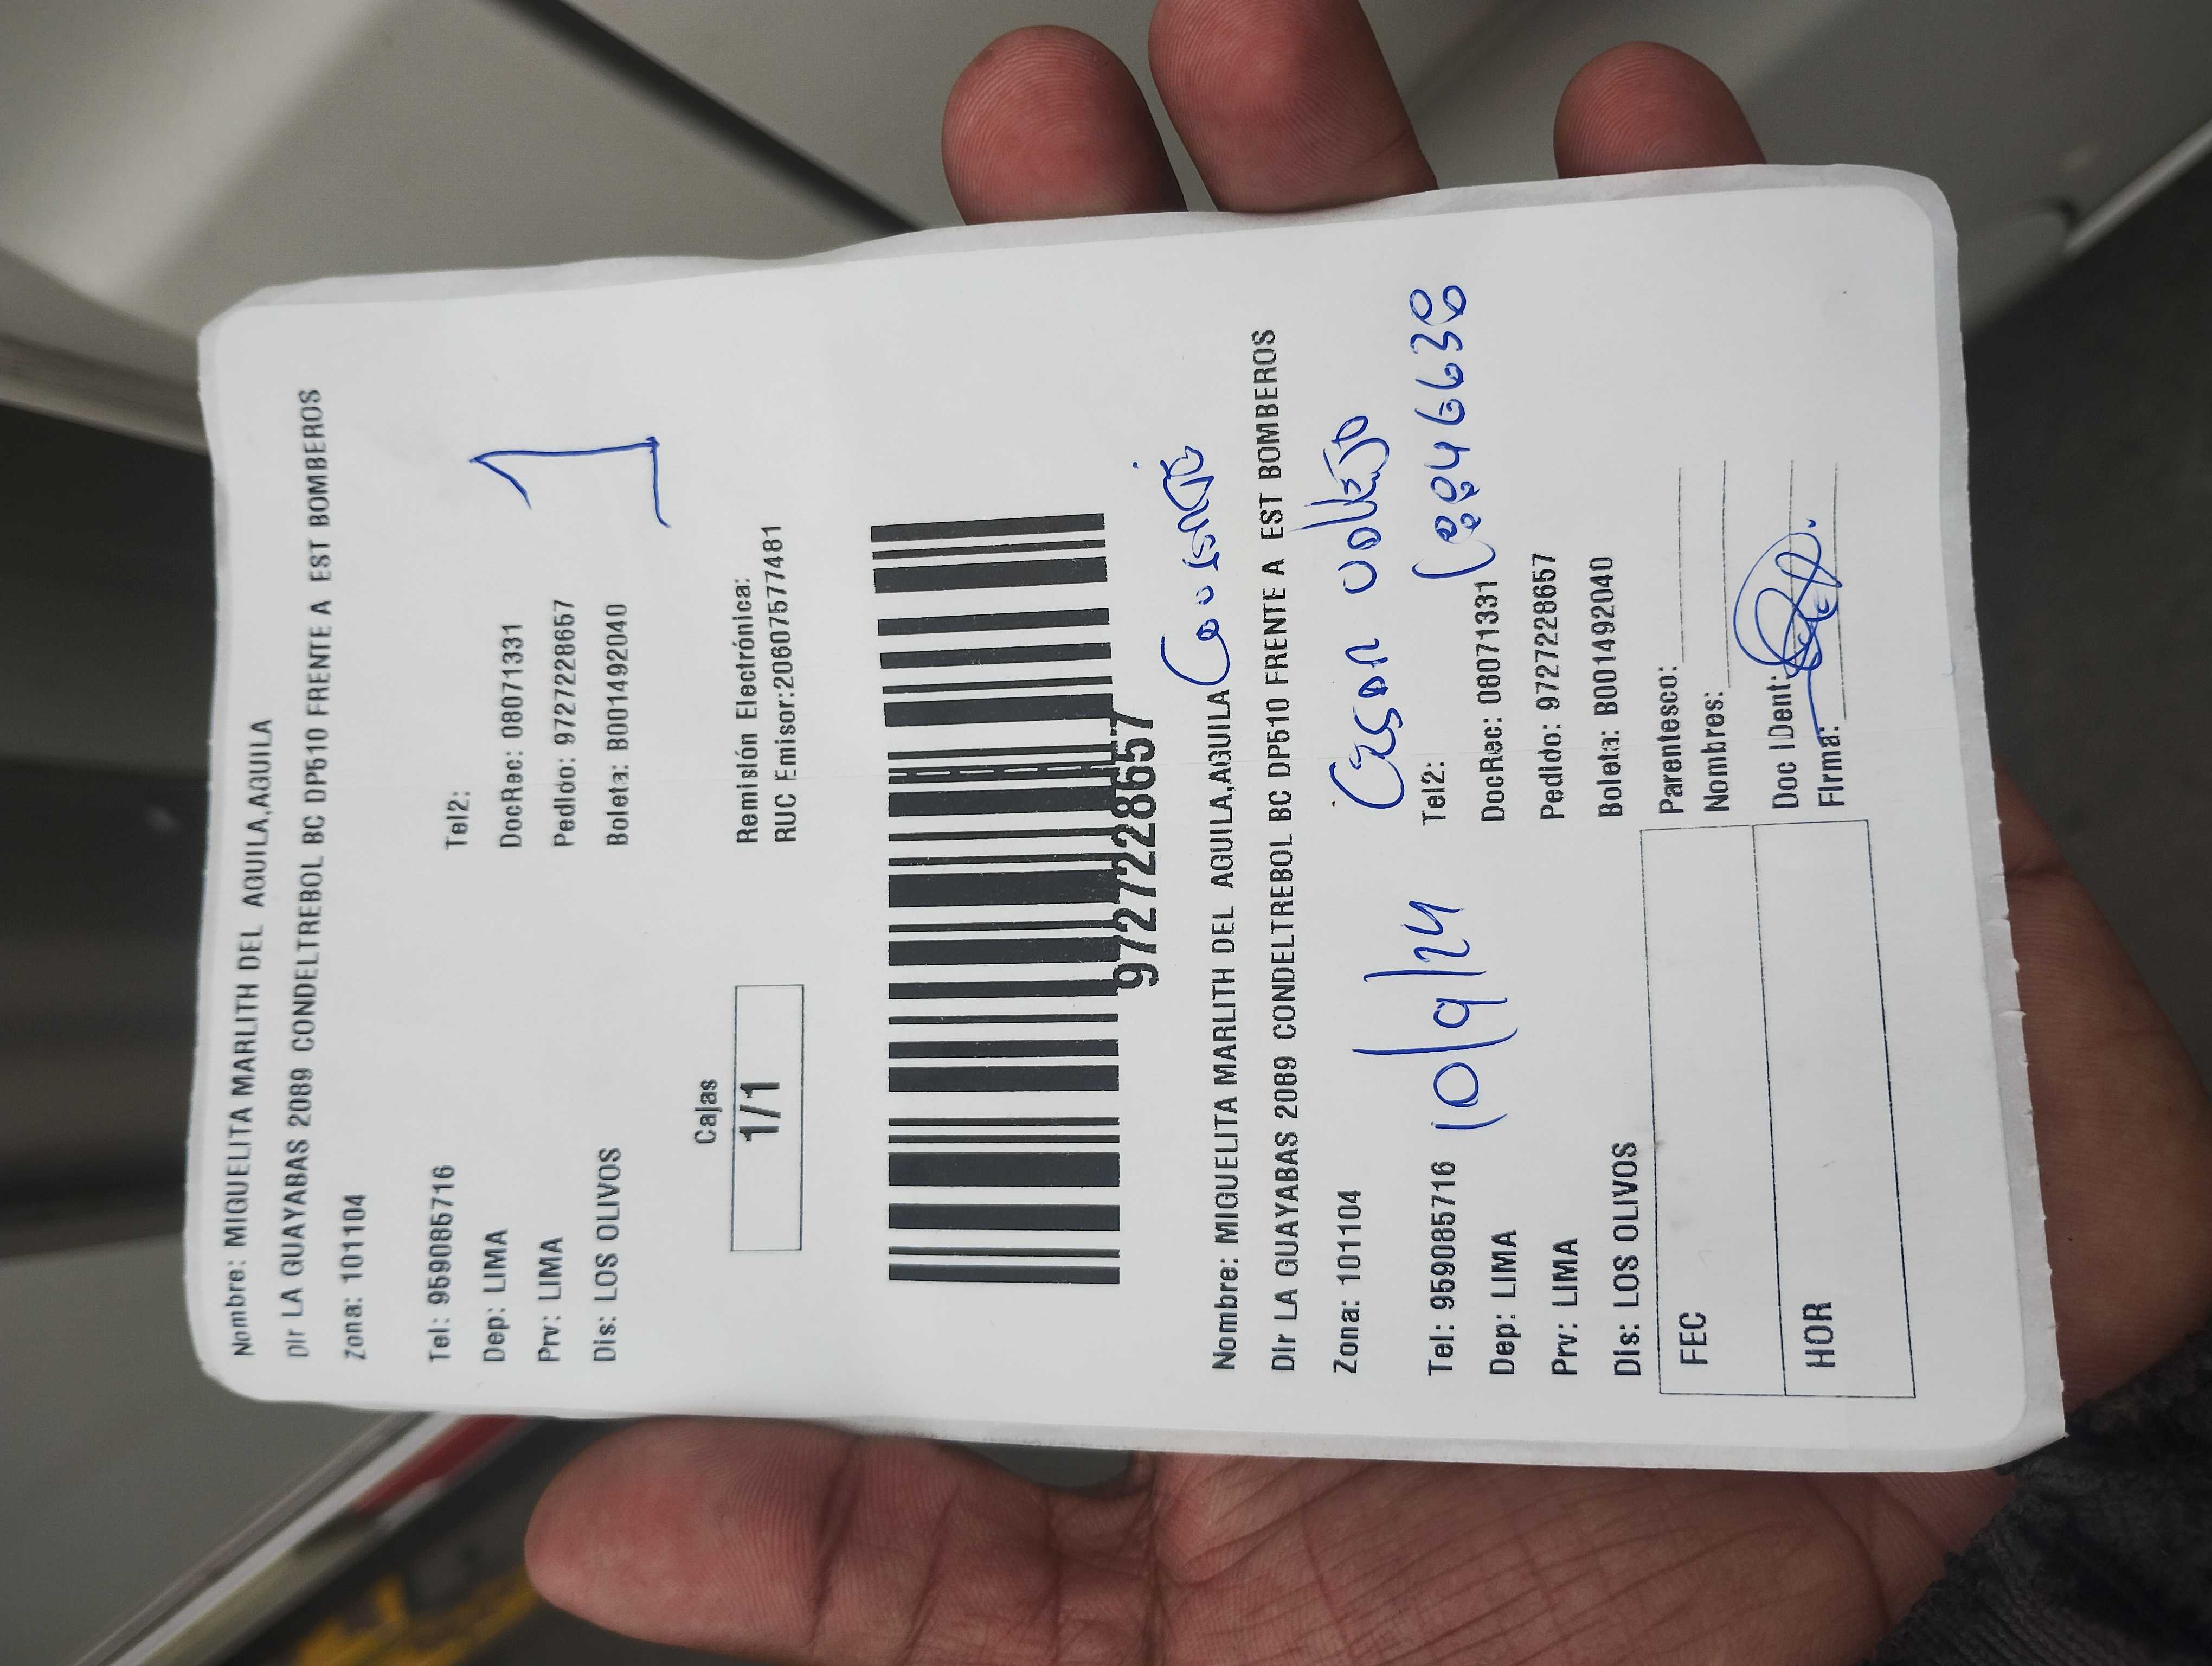 Nombre: MIGUELITA MARLITH DEL AGUILA,AGUILA
Dir LA GUAYABAS 2089 CONDELTREBOL BC DP510 FRENTE A EST BOMBEROS
Zona: 101104
Tel: 959085716 Tel2:
Dep: LIMA DocRec: 08071331
Prv: LIMA Pedido: 9727228657
Dis: LOS OLIVOS Boleta: B001492040
1
Cajas
1/1
Remisión Electrónica:
RUC Emisor:20607577481
9727228657
Nombre: MIGUELITA MARLITH DEL AGUILA,AGUILA
Dir LA GUAYABAS 2089 CONDELTREBOL BC DP510 FRENTE A EST BOMBEROS
Zona: 101104
Tel: 959085716 10/9/24 Tel2:
Dep: LIMA DocRec: 08071331
Prv: LIMA Pedido: 9727228657
Dis: LOS OLIVOS Boleta: B001492040
FEC
HOR
Parentesco:
Nombres:
Doc IDent:
Firma: